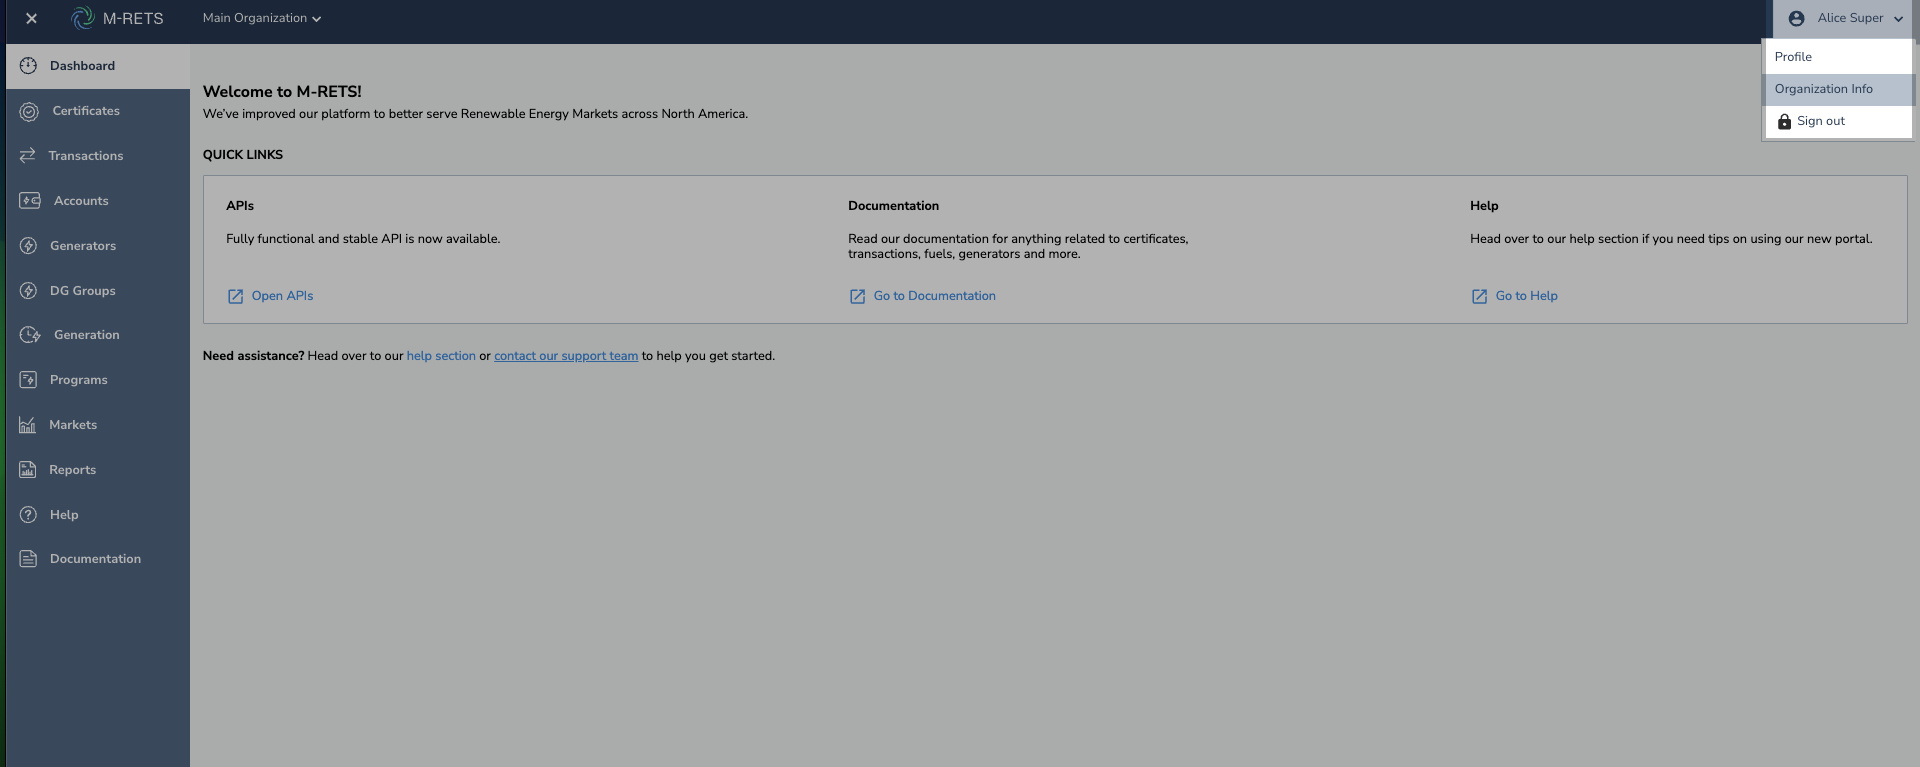 M-RETS
Main Organization
Alice Super
Profile
Organization Info
Sign out
Dashboard
Certificates
Transactions
Accounts
Generators
DG Groups
Generation
Programs
Markets
Reports
Help
Documentation
Welcome to M-RETS!
We've improved our platform to better serve Renewable Energy Markets across North America.
QUICK LINKS
APIs
Fully functional and stable API is now available.
Open APIs
Documentation
Read our documentation for anything related to certificates,
transactions, fuels, generators and more.
Go to Documentation
Help
Head over to our help section if you need tips on using our new portal.
Go to Help
Need assistance? Head over to our help section or contact our support team to help you get started.